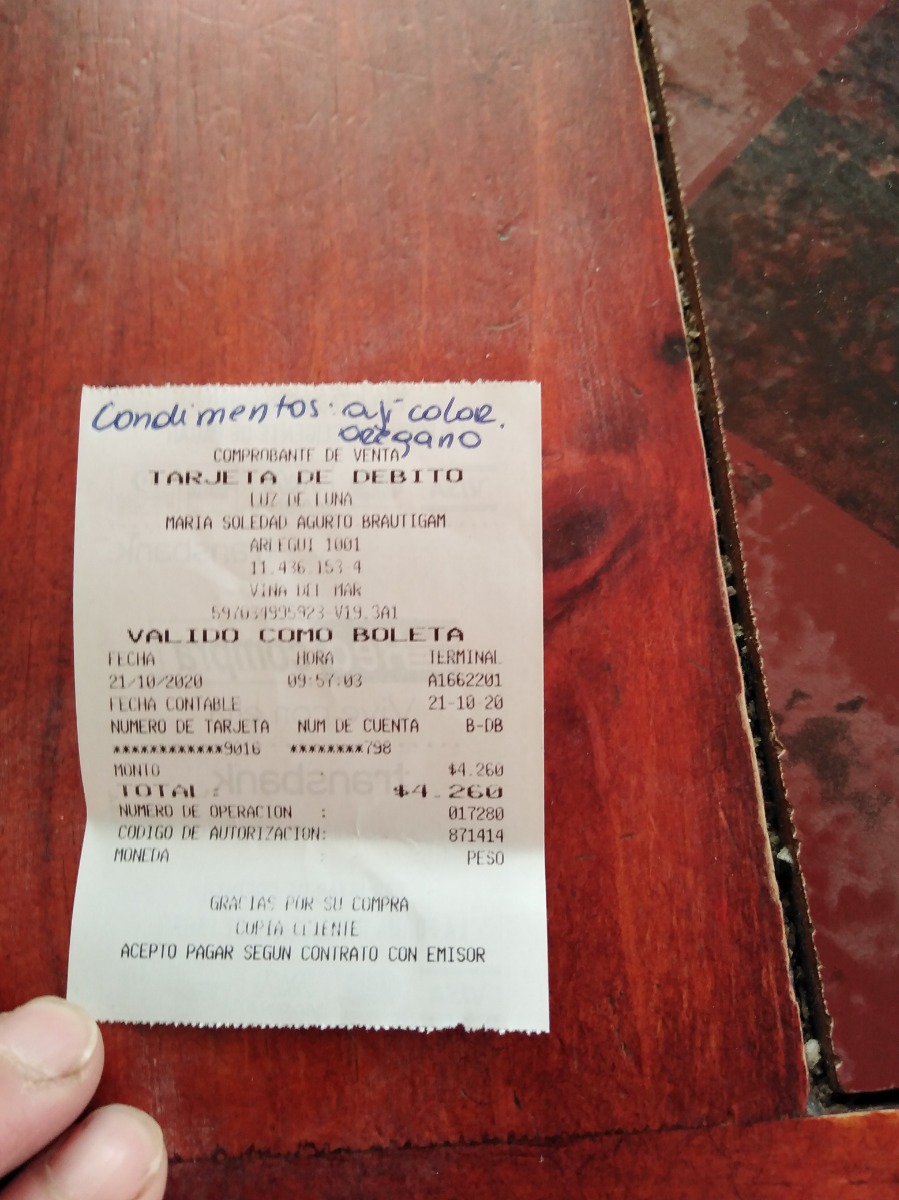 Condimentos: ají color.
orégano
COMPROBANTE DE VENTA
TARJETA DE DEBITO
LUZ DE LUNA
MARIA SOLEDAD AGURTO BRAUTIGAM
ARLEGUI 1001
11.436.153-4
VIÑA DEL MAR
597034995923-V19.3A1
VALIDO COMO BOLETA
FECHA HORA TERMINAL
21/10/2020 09:57:03 A1662201
FECHA CONTABLE 21-10-20
NUMERO DE TARJETA NUM DE CUENTA B-DB
************9016 ********798
MONTO $4.260
TOTAL: $4.260
NUMERO DE OPERACION : 017280
CODIGO DE AUTORIZACION: 871414
MONEDA : PESO
GRACIAS POR SU COMPRA
COPIA CLIENTE
ACEPTO PAGAR SEGUN CONTRATO CON EMISOR